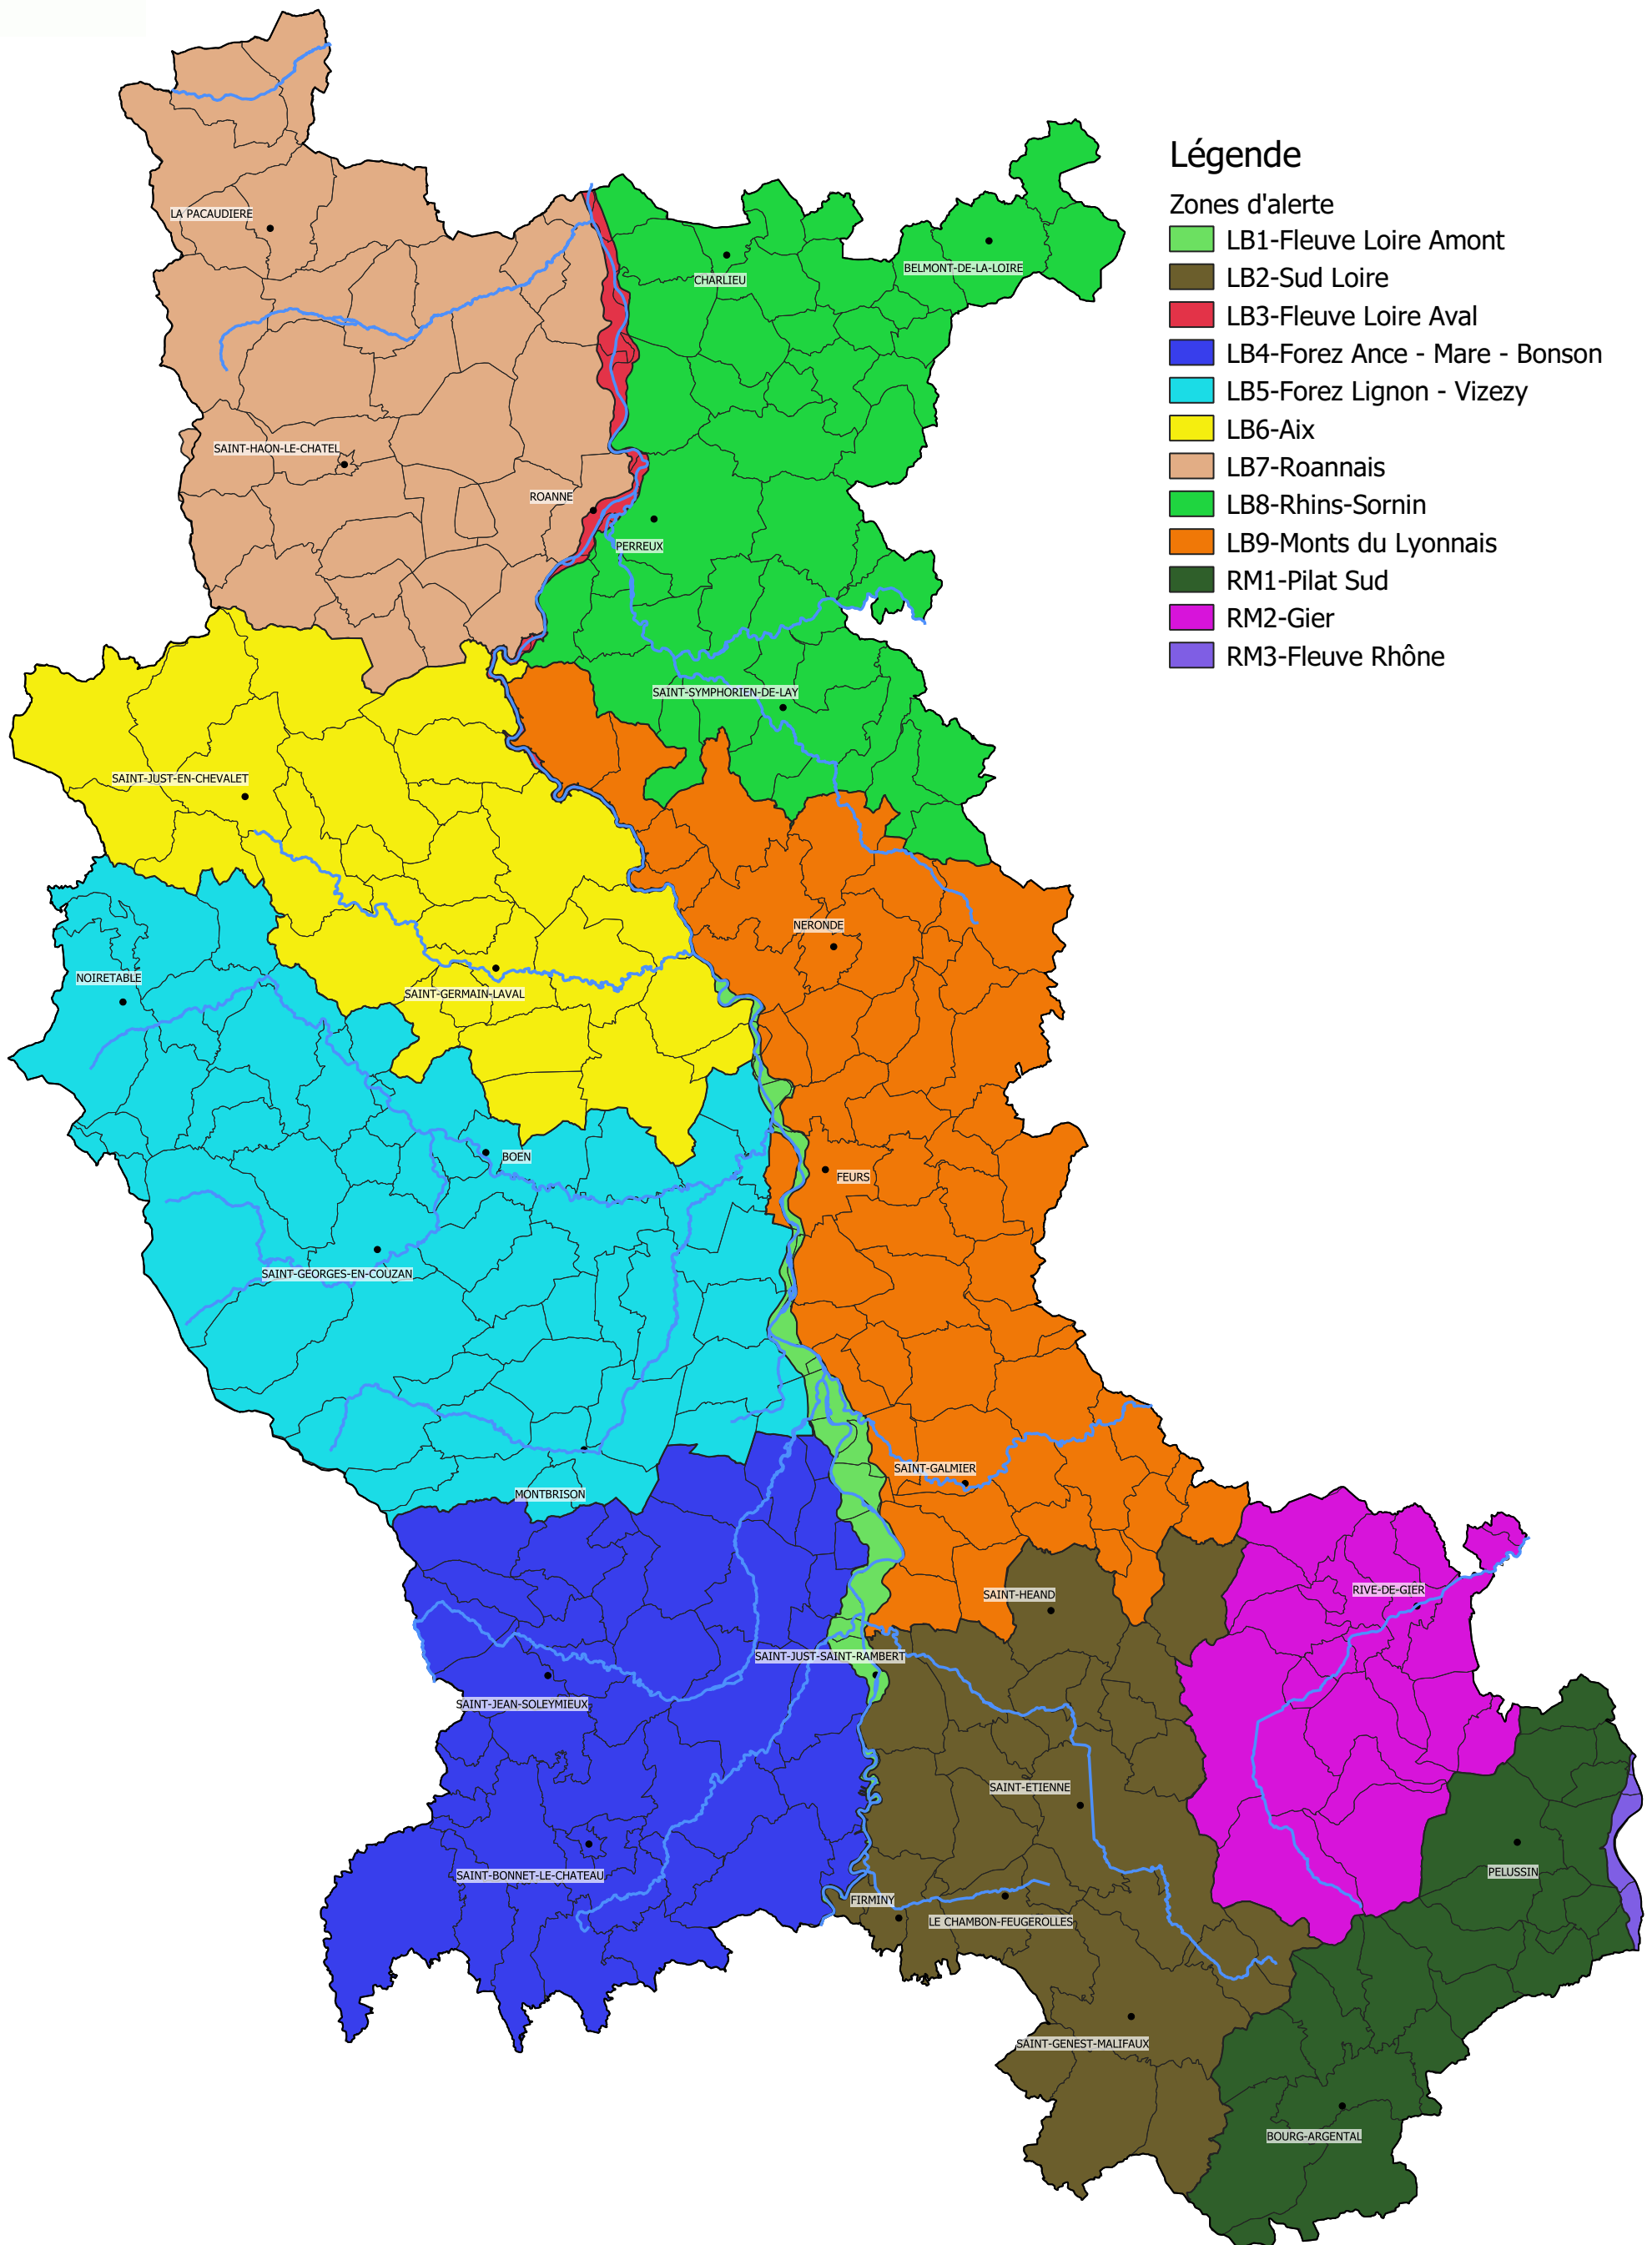 Légende
Zones d'alerte
LB1-Fleuve Loire Amont
LB2-Sud Loire
LB3-Fleuve Loire Aval
LB4-Forez Ance - Mare - Bonson
LB5-Forez Lignon - Vizezy
LB6-Aix
LB7-Roannais
LB8-Rhins-Sornin
LB9-Monts du Lyonnais
RM1-Pilat Sud
RM2-Gier
RM3-Fleuve Rhône
LA PACAUDIERE
BELMONT-DE-LA-LOIRE
CHARLIEU
SAINT-HAON-LE-CHATEL
ROANNE
PERREUX
SAINT-SYMPHORIEN-DE-LAY
SAINT-JUST-EN-CHEVALET
NERONDE
NOIRETABLE
SAINT-GERMAIN-LAVAL
BOEN
FEURS
SAINT-GEORGES-EN-COUZAN
SAINT-GALMIER
MONTBRISON
RIVE-DE-GIER
SAINT-HEAND
SAINT-JUST-SAINT-RAMBERT
SAINT-JEAN-SOLEYMIEUX
SAINT-ETIENNE
PELUSSIN
SAINT-BONNET-LE-CHATEAU
FIRMINY
LE CHAMBON-FEUGEROLLES
SAINT-GENEST-MALIFAUX
BOURG-ARGENTAL